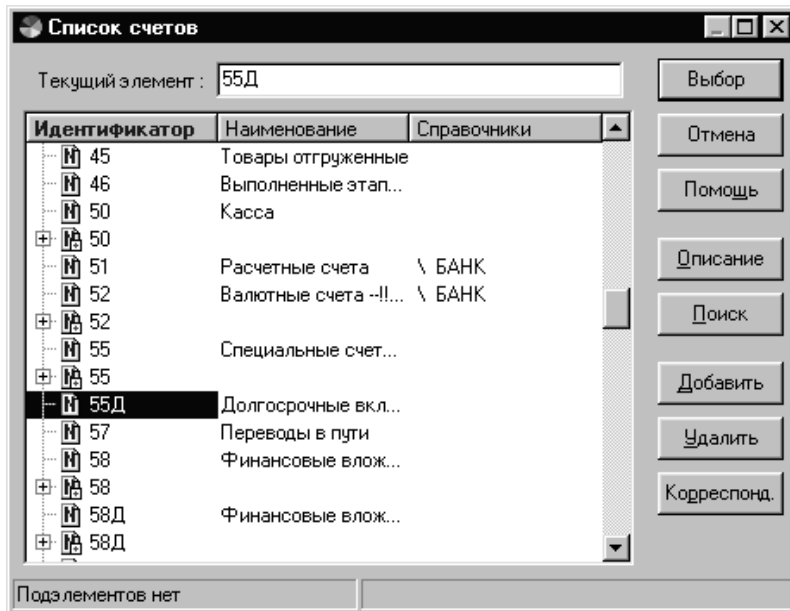 Список счетов
Текущий элемент : 55Д
Выбор
Идентификатор Наименование Справочники
Отмена
45 Товары отгруженные
46 Выполненные этап...
Помощь
50 Касса
50
51 Расчетные счета \ БАНК
Описание
52 Валютные счета --!!... \ БАНК
52
Поиск
55 Специальные счет...
55
Добавить
55Д Долгосрочные вкл...
57 Переводы в пути
Удалить
58 Финансовые влож...
58
Корреспонд.
58Д Финансовые влож...
58Д
Подэлементов нет